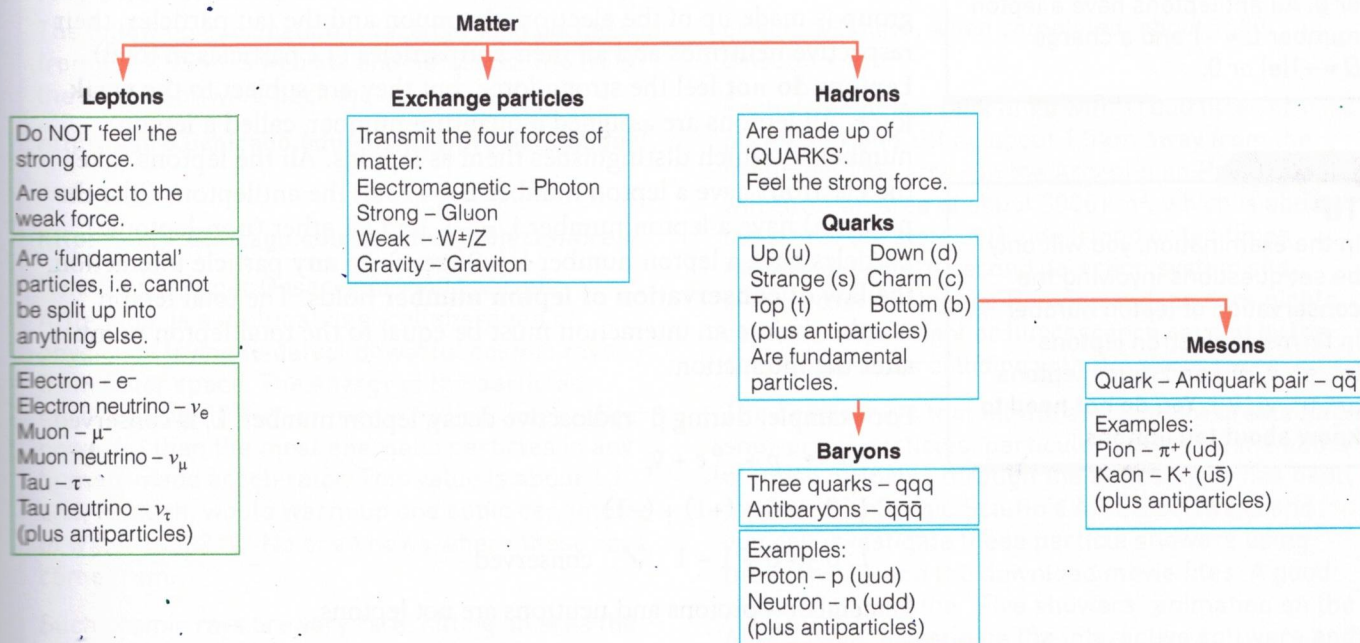 Matter
Leptons
Do NOT ‘feel’ the
strong force.
Are subject to the
weak force.
Are ‘fundamental’
particles, i.e. cannot
be split up into
anything else.
Electron – e⁻
Electron neutrino – νₑ
Muon – μ⁻
Muon neutrino – ν_μ
Tau – τ⁻
Tau neutrino – ν_τ
(plus antiparticles)
Exchange particles
Transmit the four forces of
matter:
Electromagnetic – Photon
Strong – Gluon
Weak – W±/Z
Gravity – Graviton
Hadrons
Are made up of
‘QUARKS’.
Feel the strong force.
Quarks
Up (u) Down (d)
Strange (s) Charm (c)
Top (t) Bottom (b)
(plus antiparticles)
Are fundamental
particles.
Baryons
Three quarks – qqq
Antibaryons – q̄q̄q̄
Examples:
Proton – p (uud)
Neutron – n (udd)
(plus antiparticles)
Mesons
Quark – Antiquark pair – qq̄
Examples:
Pion – π⁺ (ud̄)
Kaon – K⁺ (us̄)
(plus antiparticles)